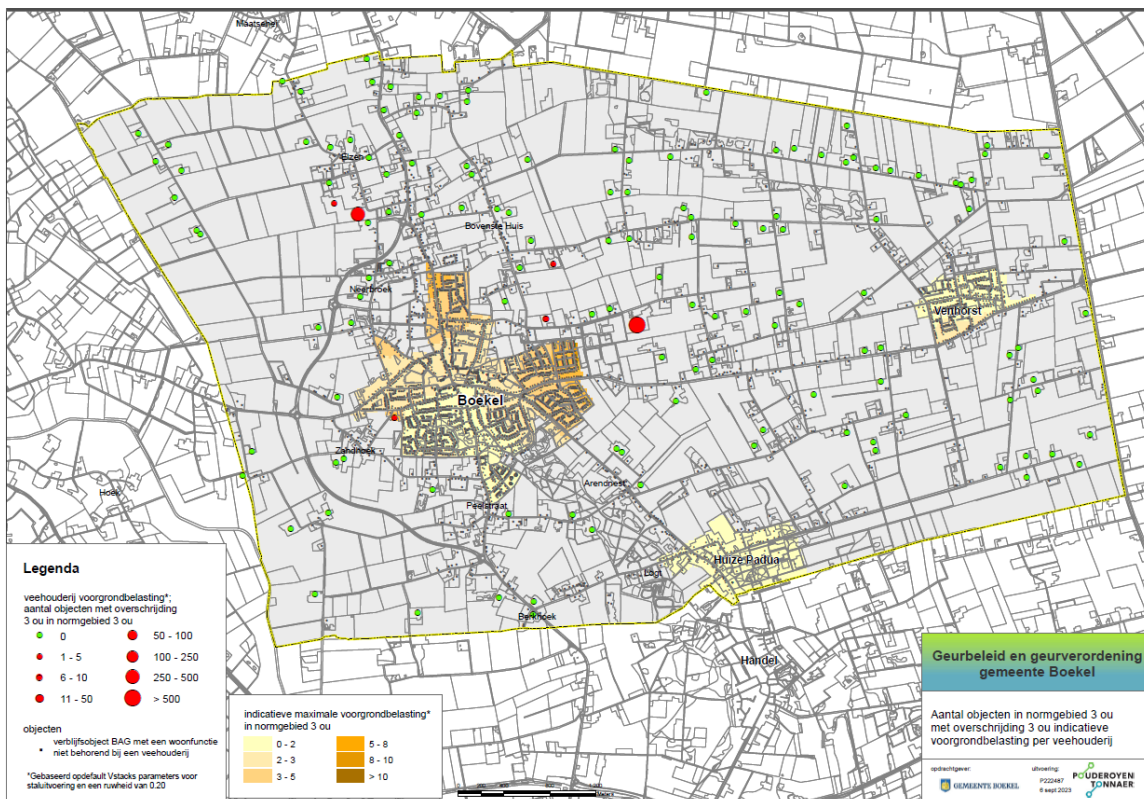 Maatsehei
Elzen
Bovenste Huis
Neerbroek
Venhorst
Boekel
Zandhoek
Arendnest
Hoek
Peelstraat
Huize Padua
Logt
Berkhoek
Handel
Legenda
veehouderij voorgrondbelasting*;
aantal objecten met overschrijding
3 ou in normgebied 3 ou
0 50 - 100
1 - 5 100 - 250
6 - 10 250 - 500
11 - 50 > 500
objecten
verblijfsobject BAG met een woonfunctie
niet behorend bij een veehouderij
*Gebaseerd opdefault Vstacks parameters voor
staluitvoering en een ruwheid van 0.20
indicatieve maximale voorgrondbelasting*
in normgebied 3 ou
0 - 2 5 - 8
2 - 3 8 - 10
3 - 5 > 10
Meters
Geurbeleid en geurverordening
gemeente Boekel
Aantal objecten in normgebied 3 ou
met overschrijding 3 ou indicatieve
voorgrondbelasting per veehouderij
opdrachtgever: uitvoering:
GEMEENTE BOEKEL
P222487
6 sept 2023
POUDEROYEN
TONNAER